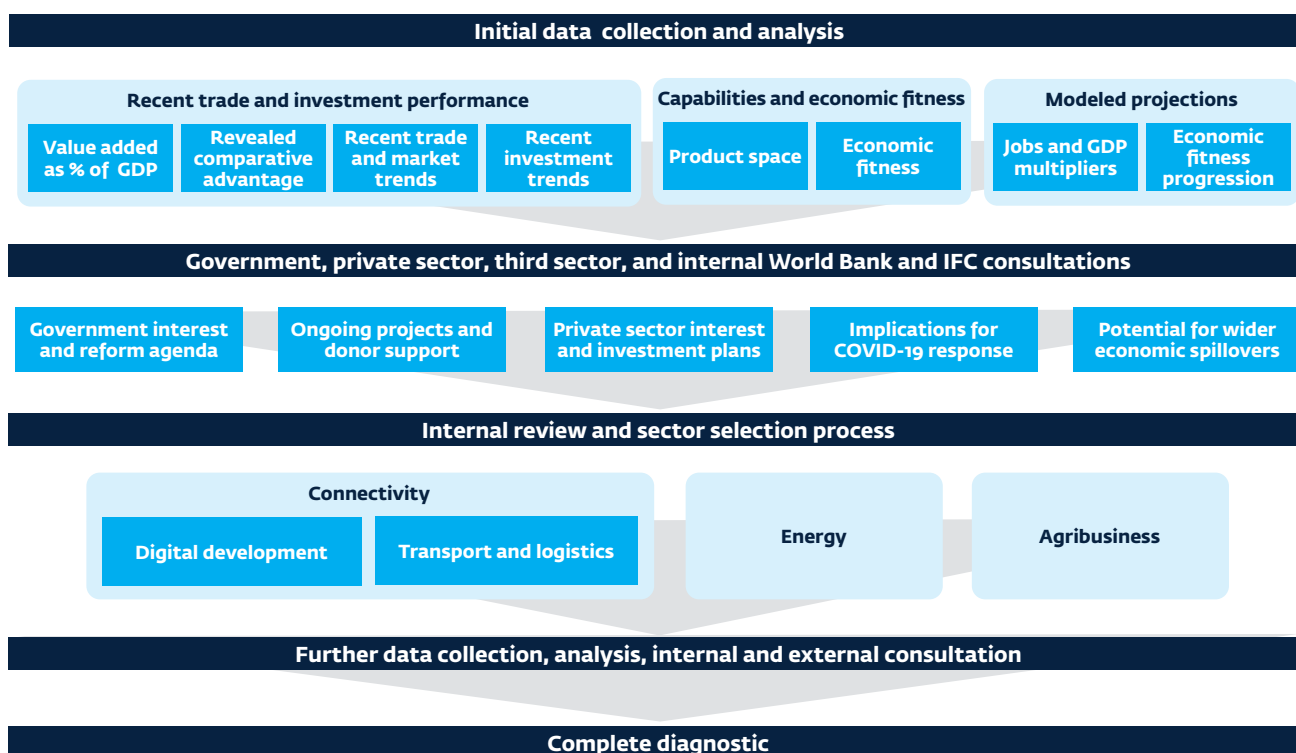 Initial data collection and analysis
Recent trade and investment performance
Value added
as % of GDP
Revealed
comparative
advantage
Recent trade
and market
trends
Recent
investment
trends
Capabilities and economic fitness
Product space
Economic
fitness
Modeled projections
Jobs and GDP
multipliers
Economic
fitness
progression
Government, private sector, third sector, and internal World Bank and IFC consultations
Government interest
and reform agenda
Ongoing projects and
donor support
Private sector interest
and investment plans
Implications for
COVID-19 response
Potential for wider
economic spillovers
Internal review and sector selection process
Connectivity
Digital development
Transport and logistics
Energy
Agribusiness
Further data collection, analysis, internal and external consultation
Complete diagnostic